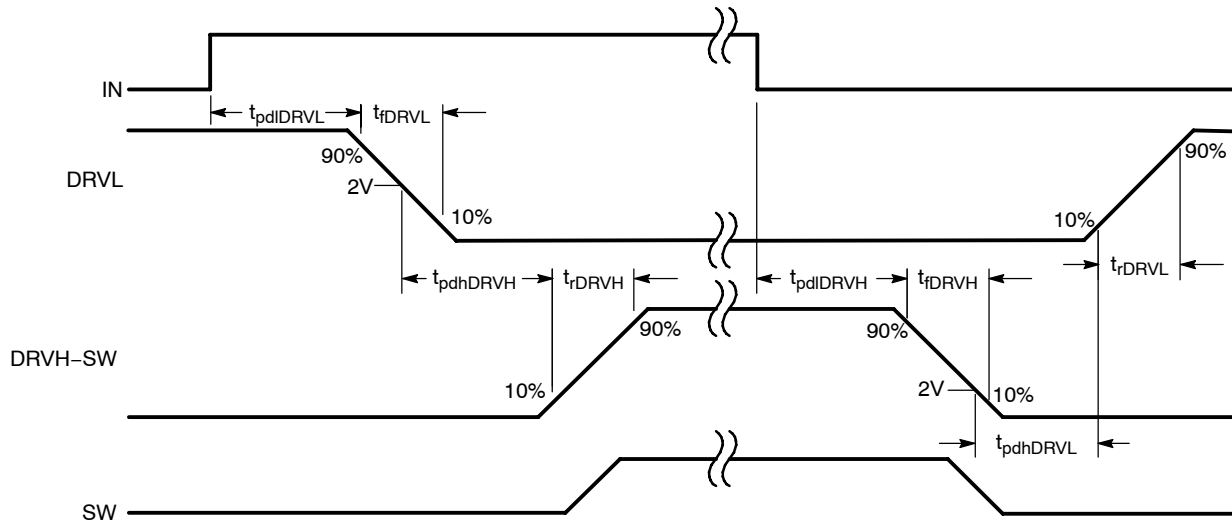 IN
tpdlDRVL
tfDRVL
90%
DRVL
2V
10%
10%
90%
tpdhDRVH
trDRVH
tpdlDRVH
tfDRVH
trDRVL
90%
90%
DRVH–SW
10%
2V
10%
tpdhDRVL
SW